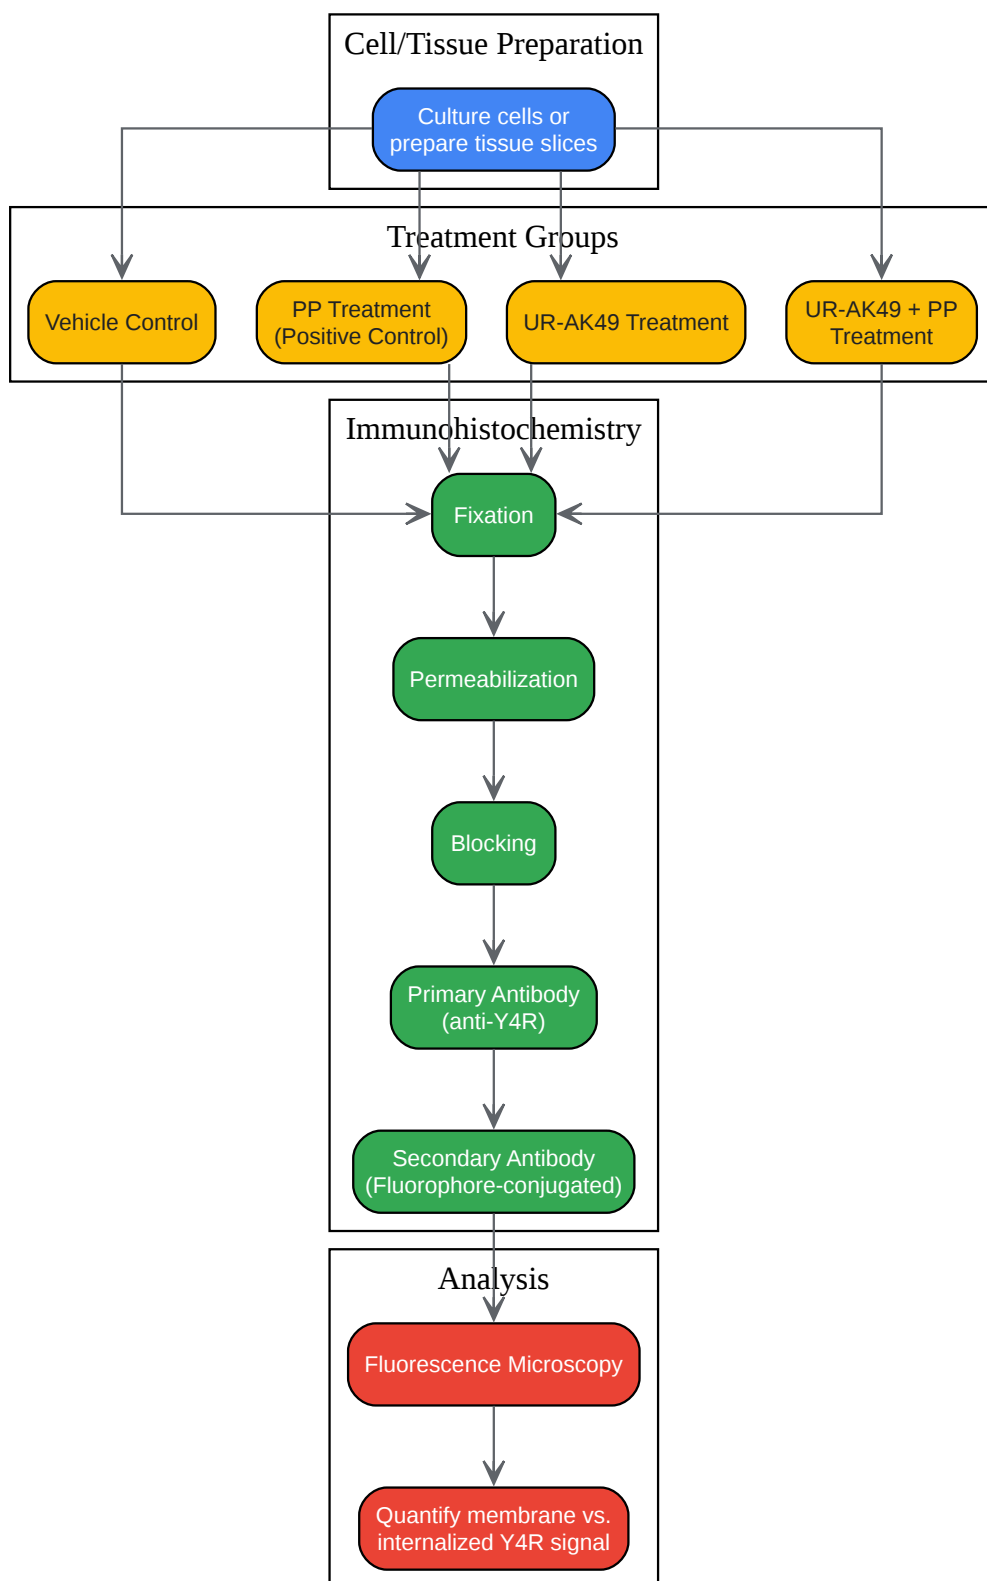 Cell/Tissue Preparation
Culture cells or
prepare tissue slices
Treatment Groups
Vehicle Control
PP Treatment
(Positive Control)
UR-AK49 Treatment
UR-AK49 + PP
Treatment
Immunohistochemistry
Fixation
Permeabilization
Blocking
Primary Antibody
(anti-Y4R)
Secondary Antibody
(Fluorophore-conjugated)
Analysis
Fluorescence Microscopy
Quantify membrane vs.
internalized Y4R signal